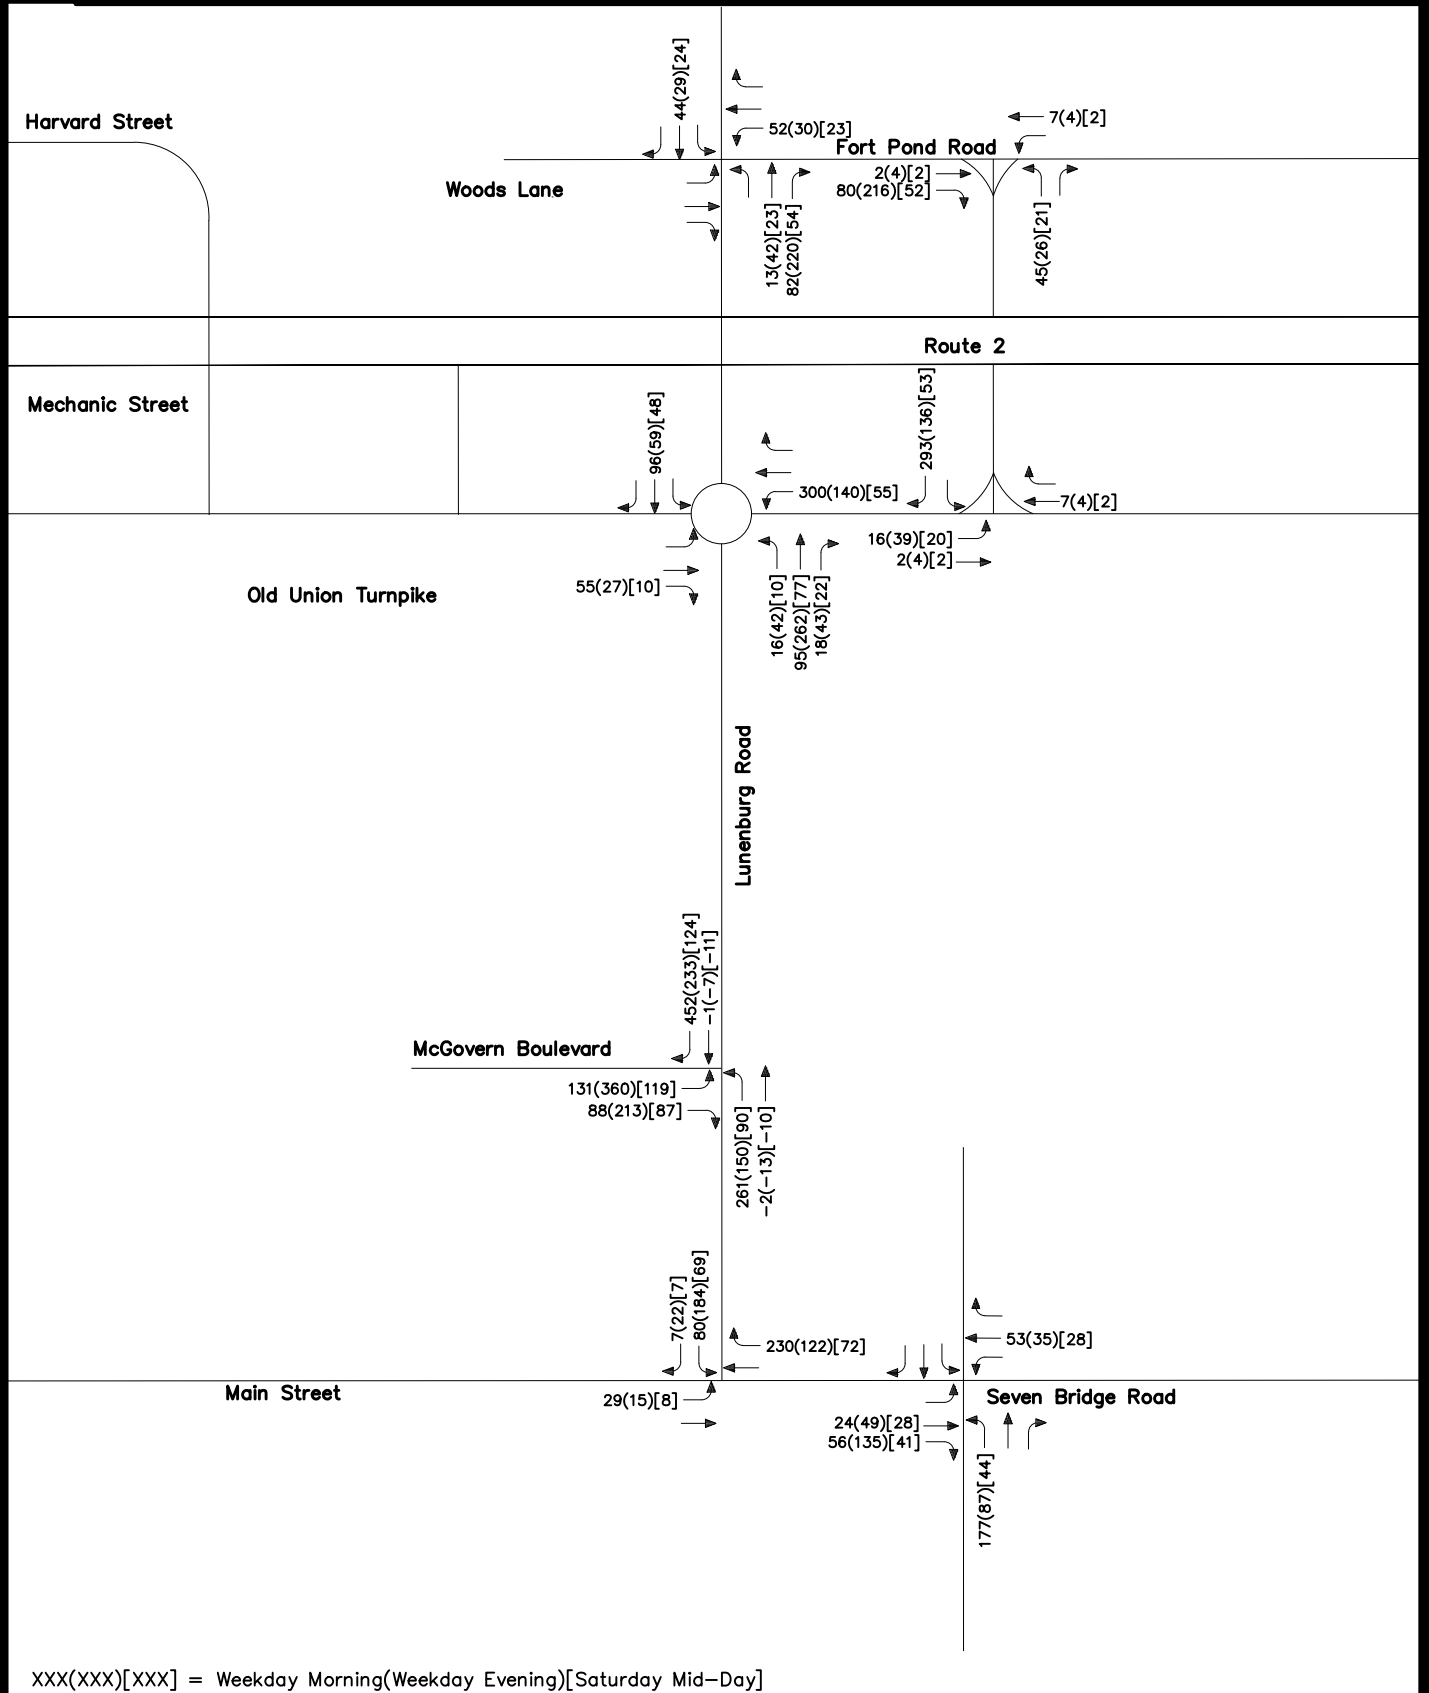 44(29)[24]
Harvard Street
52(30)[23]
7(4)[2]
Fort Pond Road
2(4)[2]
80(216)[52]
Woods Lane
13(42)[23]
82(220)[54]
45(26)[21]
Route 2
Mechanic Street
96(59)[48]
293(136)[53]
300(140)[55]
7(4)[2]
16(39)[20]
2(4)[2]
55(27)[10]
Old Union Turnpike
16(42)[10]
95(262)[77]
18(43)[22]
Lunenburg Road
452(233)[124]
-1(-7)[-11]
McGovern Boulevard
131(360)[119]
88(213)[87]
261(150)[90]
-2(-13)[-10]
7(22)[7]
80(184)[69]
230(122)[72]
53(35)[28]
Main Street
29(15)[8]
Seven Bridge Road
24(49)[28]
56(135)[41]
177(87)[44]
XXX(XXX)[XXX] = Weekday Morning(Weekday Evening)[Saturday Mid-Day]